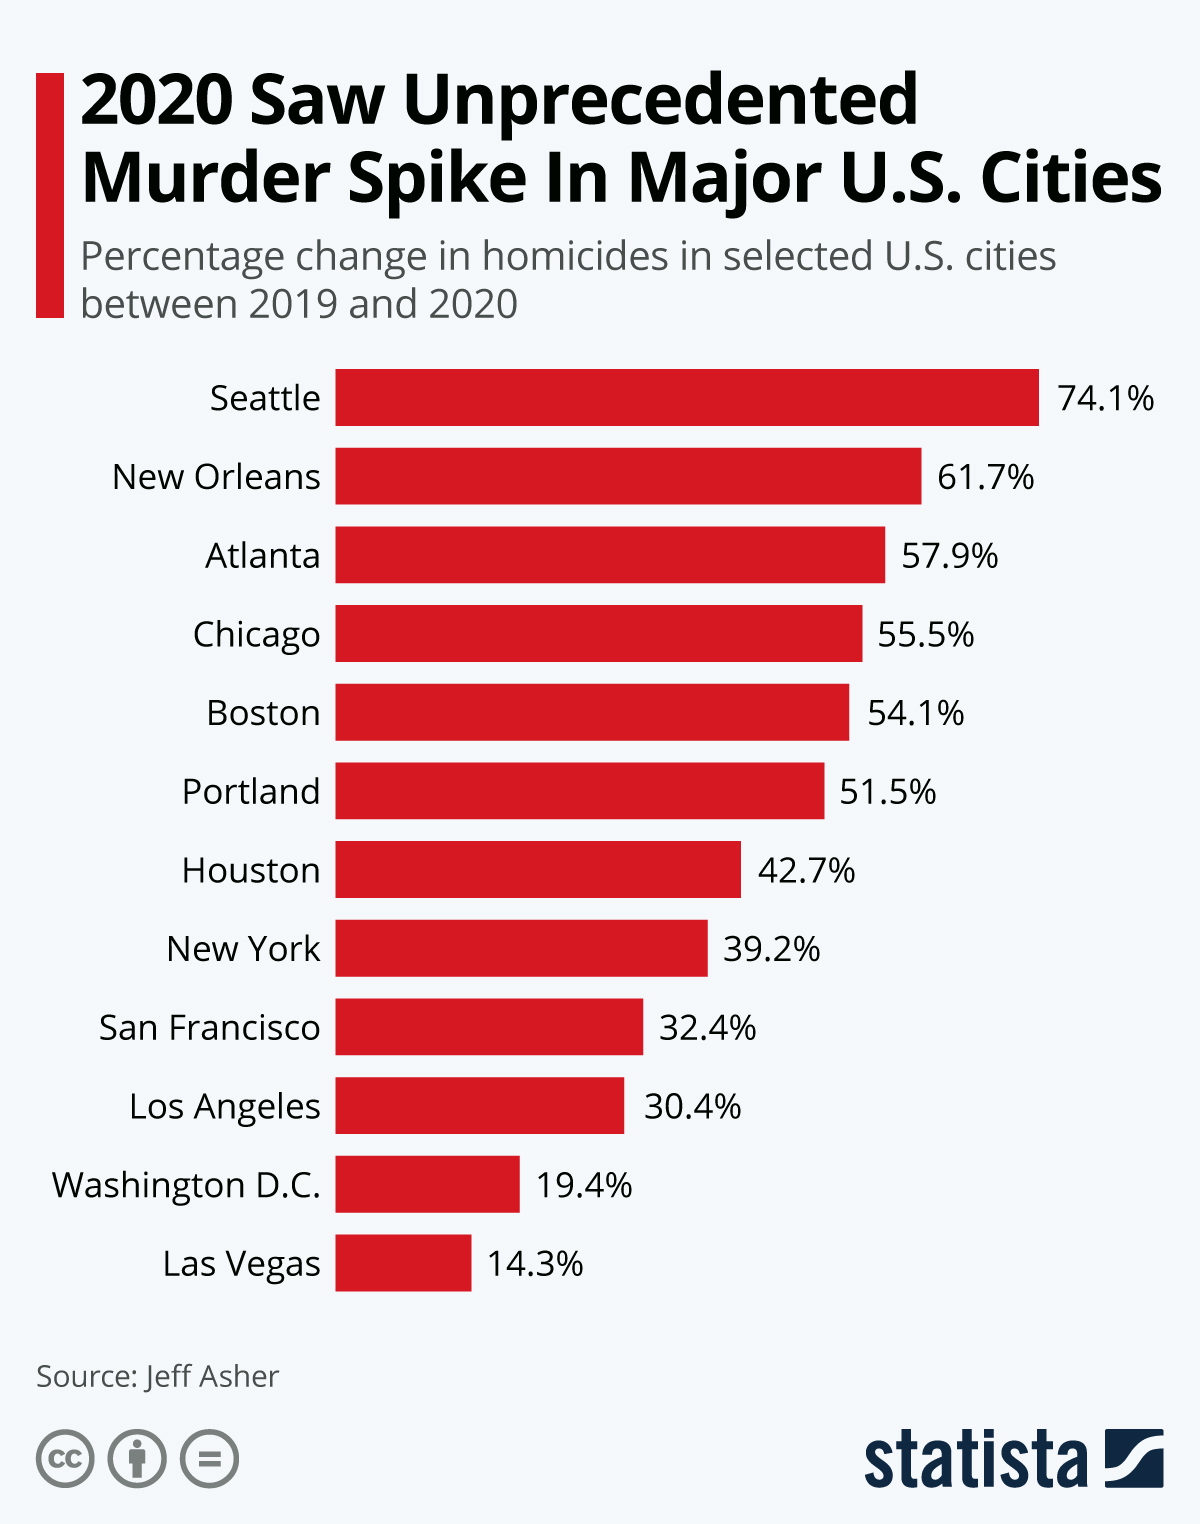 2020 Saw Unprecedented
Murder Spike In Major U.S. Cities
Percentage change in homicides in selected U.S. cities
between 2019 and 2020
Seattle 74.1%
New Orleans 61.7%
Atlanta 57.9%
Chicago 55.5%
Boston 54.1%
Portland 51.5%
Houston 42.7%
New York 39.2%
San Francisco 32.4%
Los Angeles 30.4%
Washington D.C. 19.4%
Las Vegas 14.3%
Source: Jeff Asher
cc = statista